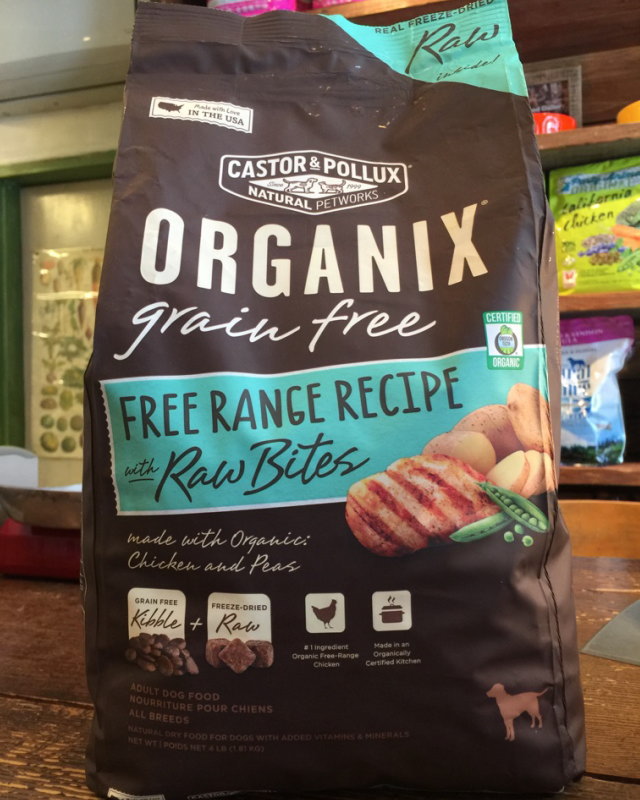 REAL FREEZE-DRIED
Raw
inside!
Made with Love
IN THE USA
CASTOR & POLLUX
Since 1999
NATURAL PETWORKS
ORGANIX
grain free
CERTIFIED
ORGANIC
FREE RANGE RECIPE
with Raw Bites
made with Organic:
Chicken and Peas
GRAIN FREE
Kibble
+
FREEZE-DRIED
Raw
#1 Ingredient
Organic Free-Range
Chicken
Made in an
Organically
Certified Kitchen
ADULT DOG FOOD
NOURRITURE POUR CHIENS
ALL BREEDS
NATURAL DRY FOOD FOR DOGS WITH ADDED VITAMINS & MINERALS
NET WT | POIDS NET 4 LB (1.81 KG)
california
chicken